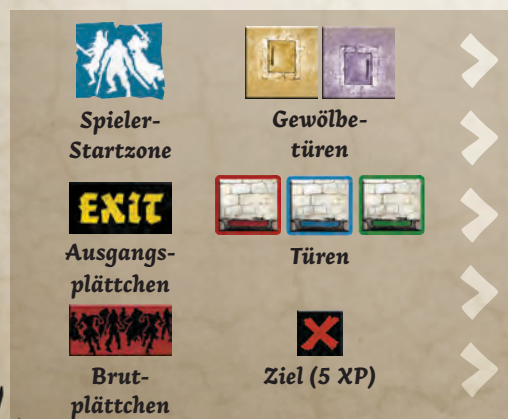 Spieler-
Startzone
Gewölbe-
türen
EXIT
Ausgangs-
plättchen
Türen
Brut-
plättchen
Ziel (5 XP)